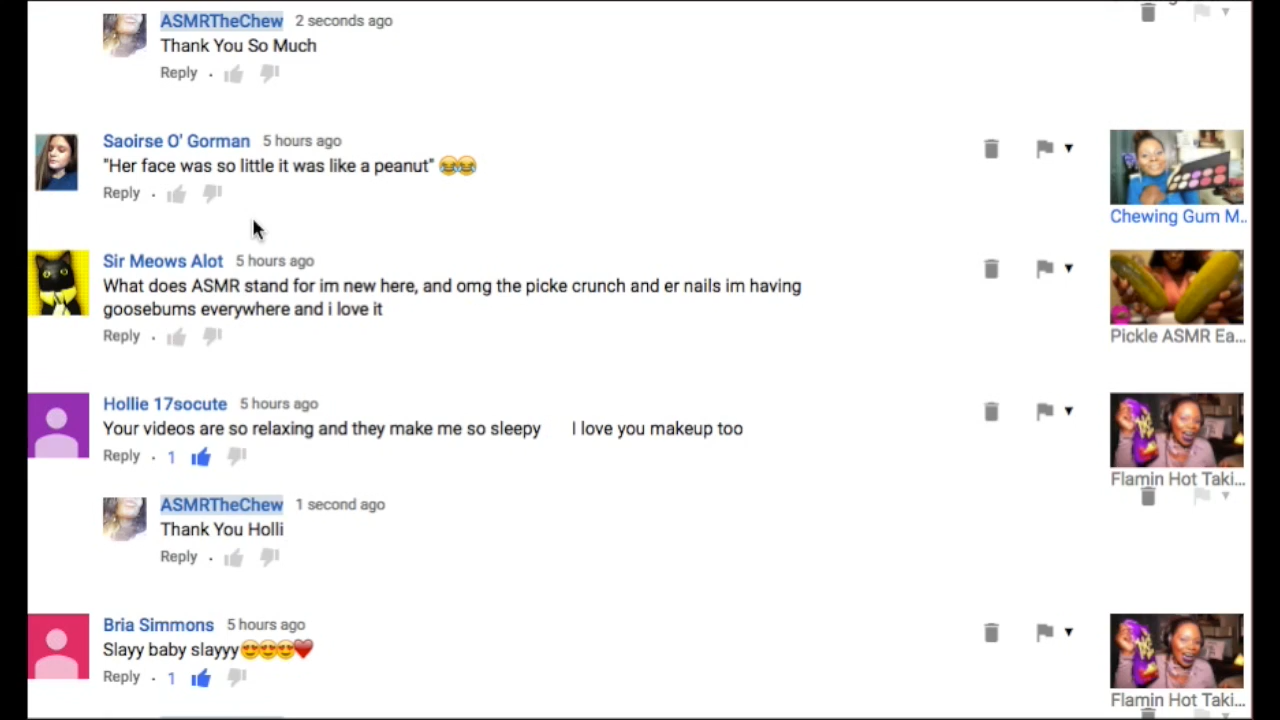 ASMRTheChew 2 seconds ago
Thank You So Much
Reply .
Saoirse O' Gorman 5 hours ago
"Her face was so little it was like a peanut" 😂😂
Reply .
Chewing Gum M..
Sir Meows Alot 5 hours ago
What does ASMR stand for im new here, and omg the picke crunch and er nails im having
goosebums everywhere and i love it
Reply .
Pickle ASMR Ea...
Hollie 17socute 5 hours ago
Your videos are so relaxing and they make me so sleepy I love you makeup too
Reply . 1
Flamin Hot Taki...
ASMRTheChew 1 second ago
Thank You Holli
Reply .
Bria Simmons 5 hours ago
Slayy baby slayyy😍😍😍❤️
Reply . 1
Flamin Hot Taki...